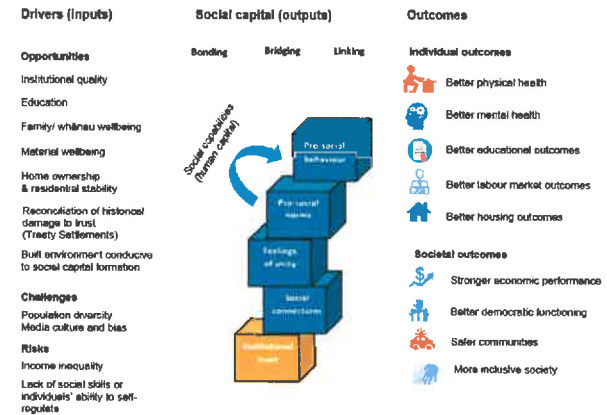 Drivers (inputs)
Opportunities
Institutional quality
Education
Family/ whānau wellbeing
Material wellbeing
Home ownership
& residential stability
Reconciliation of historical
damage to trust
(Treaty Settlements)
Built environment conducive
to social capital formation
Challenges
Population diversity
Media culture and bias
Risks
Income inequality
Lack of social skills or
individuals' ability to self-
regulate
Social capital (outputs)
Bonding Bridging Linking
Social capabilities
(human capital)
Pro social
behaviour
Pro-social
norms
Feelings
of unity
Social
connections
Institutional
trust
Outcomes
Individual outcomes
Better physical health
Better mental health
Better educational outcomes
Better labour market outcomes
Better housing outcomes
Societal outcomes
Stronger economic performance
Better democratic functioning
Safer communities
More inclusive society